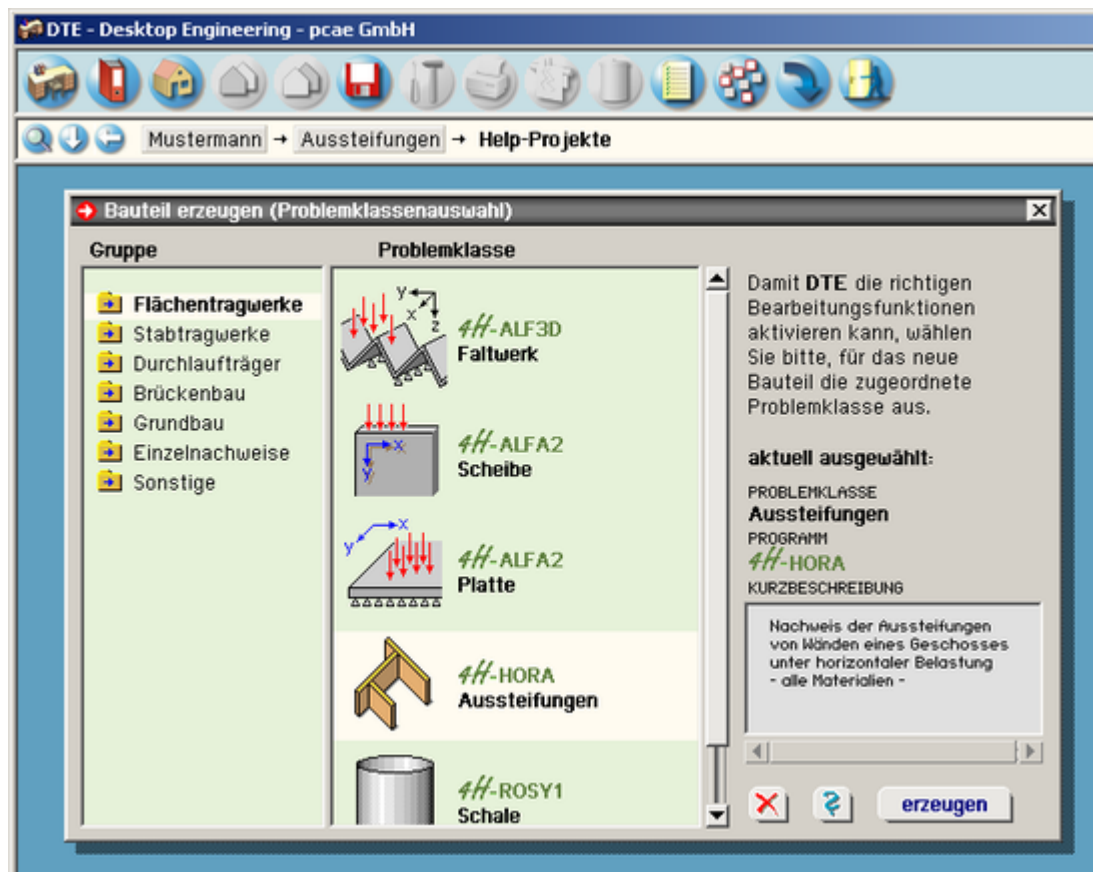 DTE - Desktop Engineering - pcae GmbH
Mustermann → Aussteifungen → Help-Projekte
Bauteil erzeugen (Problemklassenauswahl)
Gruppe
Flächentragwerke
Stabtragwerke
Durchlaufträger
Brückenbau
Grundbau
Einzelnachweise
Sonstige
Problemklasse
y
x
z
4H-ALF3D
Faltwerk
x
y
4H-ALFA2
Scheibe
x
y
4H-ALFA2
Platte
4H-HORA
Aussteifungen
4H-ROSY1
Schale
Damit DTE die richtigen
Bearbeitungsfunktionen
aktivieren kann, wählen
Sie bitte, für das neue
Bauteil die zugeordnete
Problemklasse aus.
aktuell ausgewählt:
PROBLEMKLASSE
Aussteifungen
PROGRAMM
4H-HORA
KURZBESCHREIBUNG
Nachweis der Aussteifungen
von Wänden eines Geschosses
unter horizontaler Belastung
- alle Materialien -
erzeugen